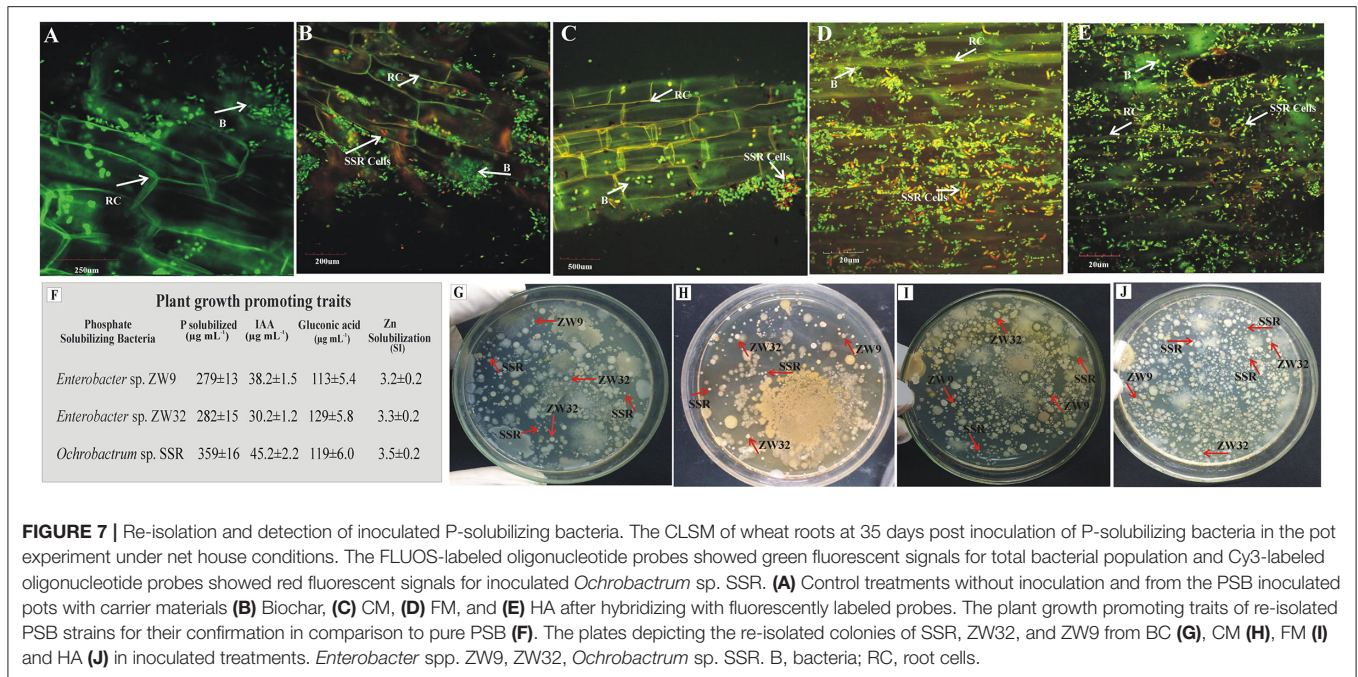 A
RC
B
250um
B
RC
SSR Cells
B
200um
C
RC
SSR Cells
B
500um
D
RC
B
SSR Cells
20um
E
B
RC
SSR Cells
20um
F
Plant growth promoting traits
Phosphate Solubilizing Bacteria P solubilized (µg mL⁻¹) IAA (µg mL⁻¹) Gluconic acid (µg mL⁻¹) Zn Solubilization (SI)
Enterobacter sp. ZW9 279±13 38.2±1.5 113±5.4 3.2±0.2
Enterobacter sp. ZW32 282±15 30.2±1.2 129±5.8 3.3±0.2
Ochrobactrum sp. SSR 359±16 45.2±2.2 119±6.0 3.5±0.2
G
ZW9
SSR
ZW32
SSR
ZW32
SSR
H
ZW32
ZW9
SSR
SSR
ZW32
I
ZW32
SSR
ZW9
ZW9
SSR
J
SSR
SSR
ZW32
SSR
ZW9
ZW32
FIGURE 7 | Re-isolation and detection of inoculated P-solubilizing bacteria. The CLSM of wheat roots at 35 days post inoculation of P-solubilizing bacteria in the pot
experiment under net house conditions. The FLUOS-labeled oligonucleotide probes showed green fluorescent signals for total bacterial population and Cy3-labeled
oligonucleotide probes showed red fluorescent signals for inoculated Ochrobactrum sp. SSR. (A) Control treatments without inoculation and from the PSB inoculated
pots with carrier materials (B) Biochar, (C) CM, (D) FM, and (E) HA after hybridizing with fluorescently labeled probes. The plant growth promoting traits of re-isolated
PSB strains for their confirmation in comparison to pure PSB (F). The plates depicting the re-isolated colonies of SSR, ZW32, and ZW9 from BC (G), CM (H), FM (I)
and HA (J) in inoculated treatments. Enterobacter spp. ZW9, ZW32, Ochrobactrum sp. SSR. B, bacteria; RC, root cells.